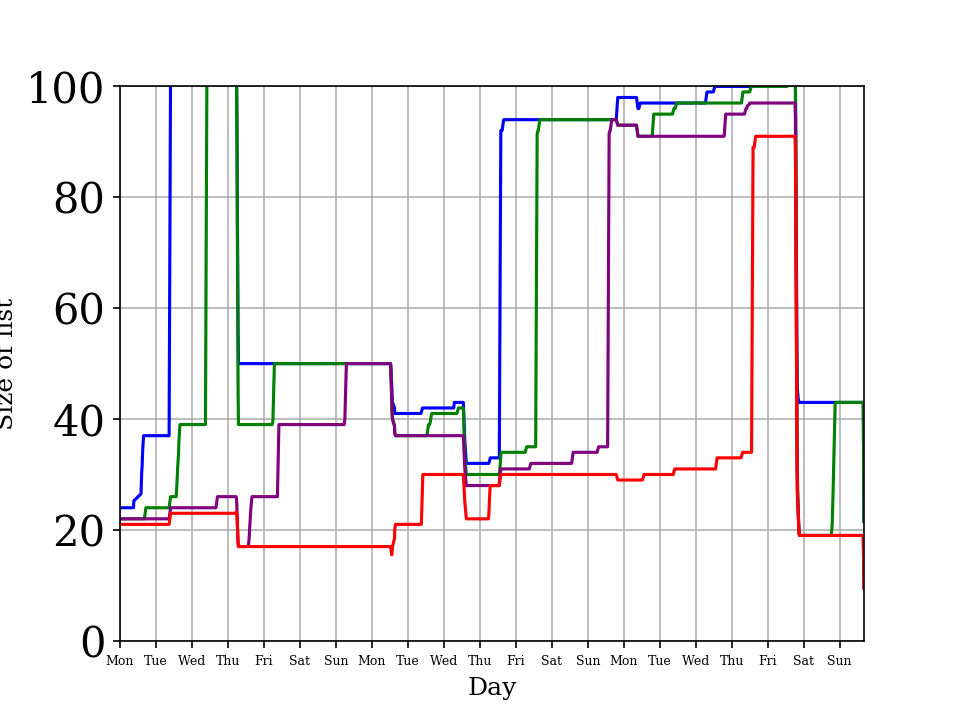 100
80
60
40
20
0
Size of list
Mon Tue Wed Thu Fri Sat Sun Mon Tue Wed Thu Fri Sat Sun Mon Tue Wed Thu Fri Sat Sun
Day